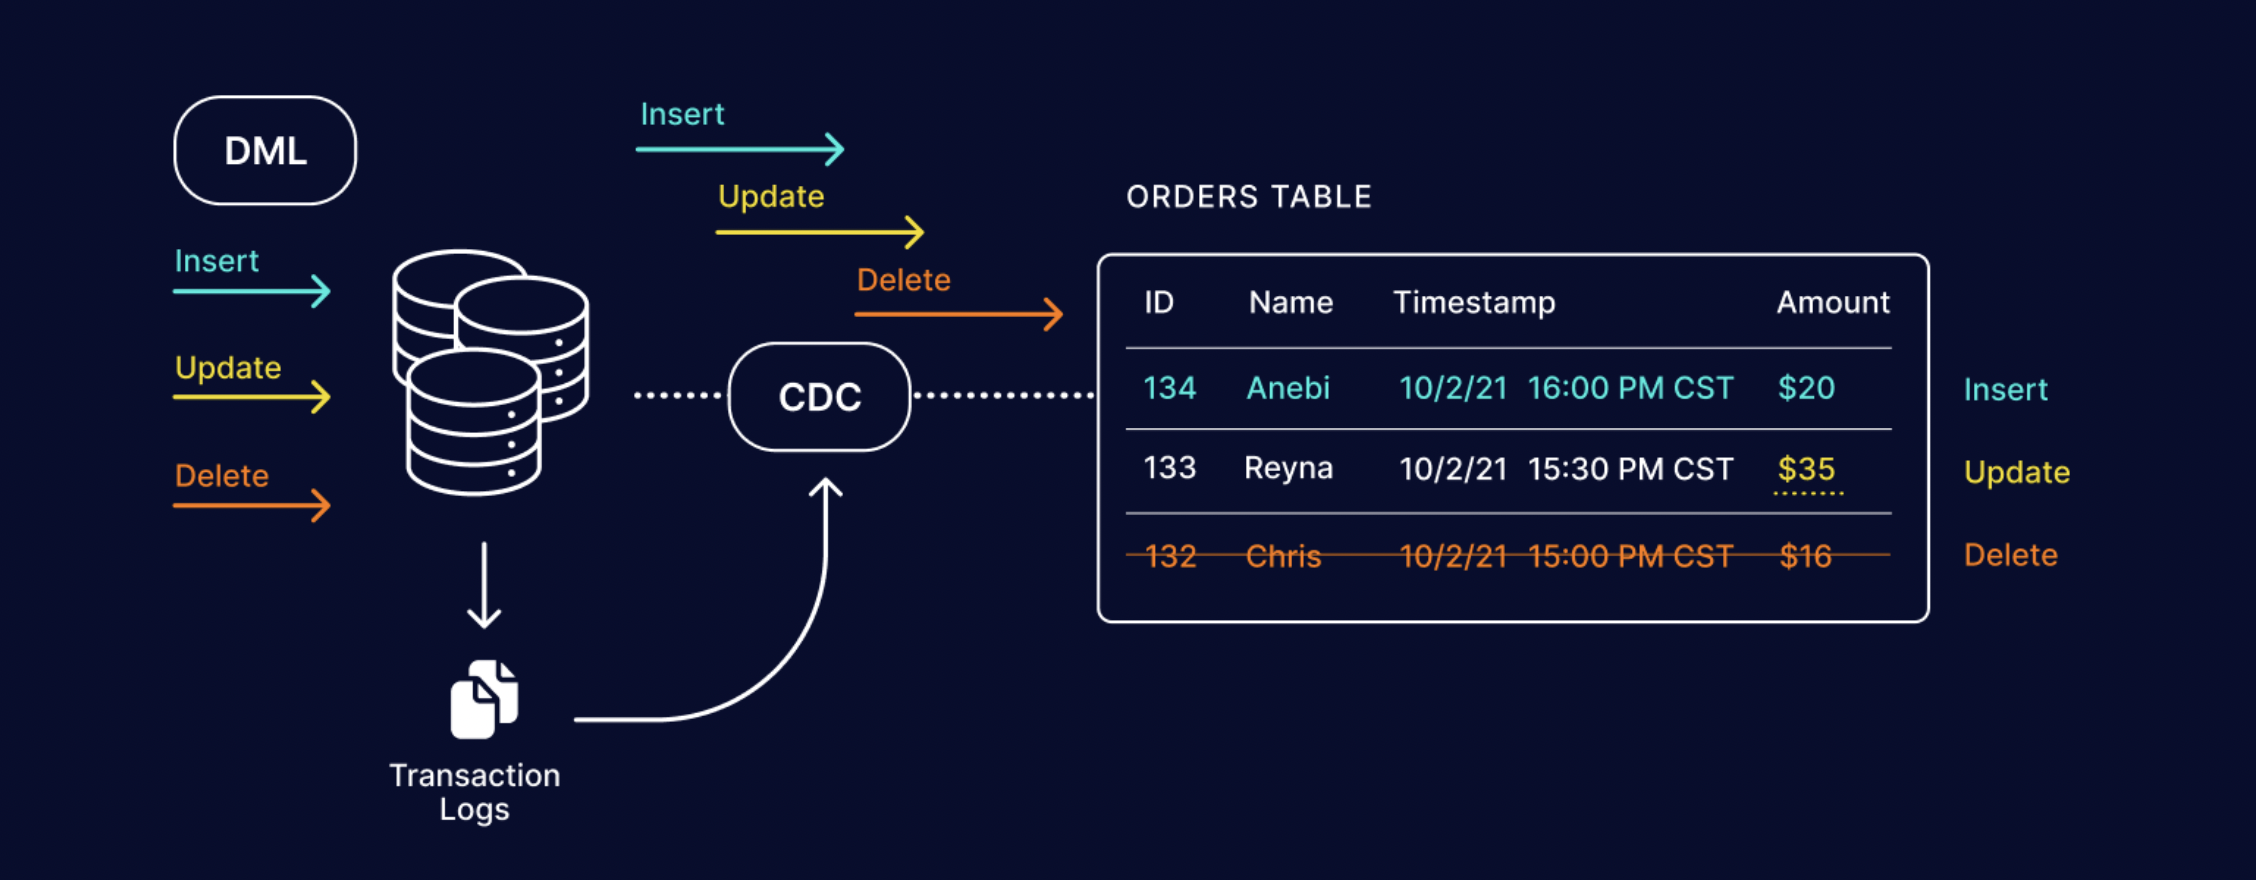 DML
Insert
Update
Delete
Transaction
Logs
Insert
Update
Delete
CDC
ORDERS TABLE
ID Name Timestamp Amount
134 Anebi 10/2/21 16:00 PM CST $20 Insert
133 Reyna 10/2/21 15:30 PM CST $35 Update
132 Chris 10/2/21 15:00 PM CST $16 Delete